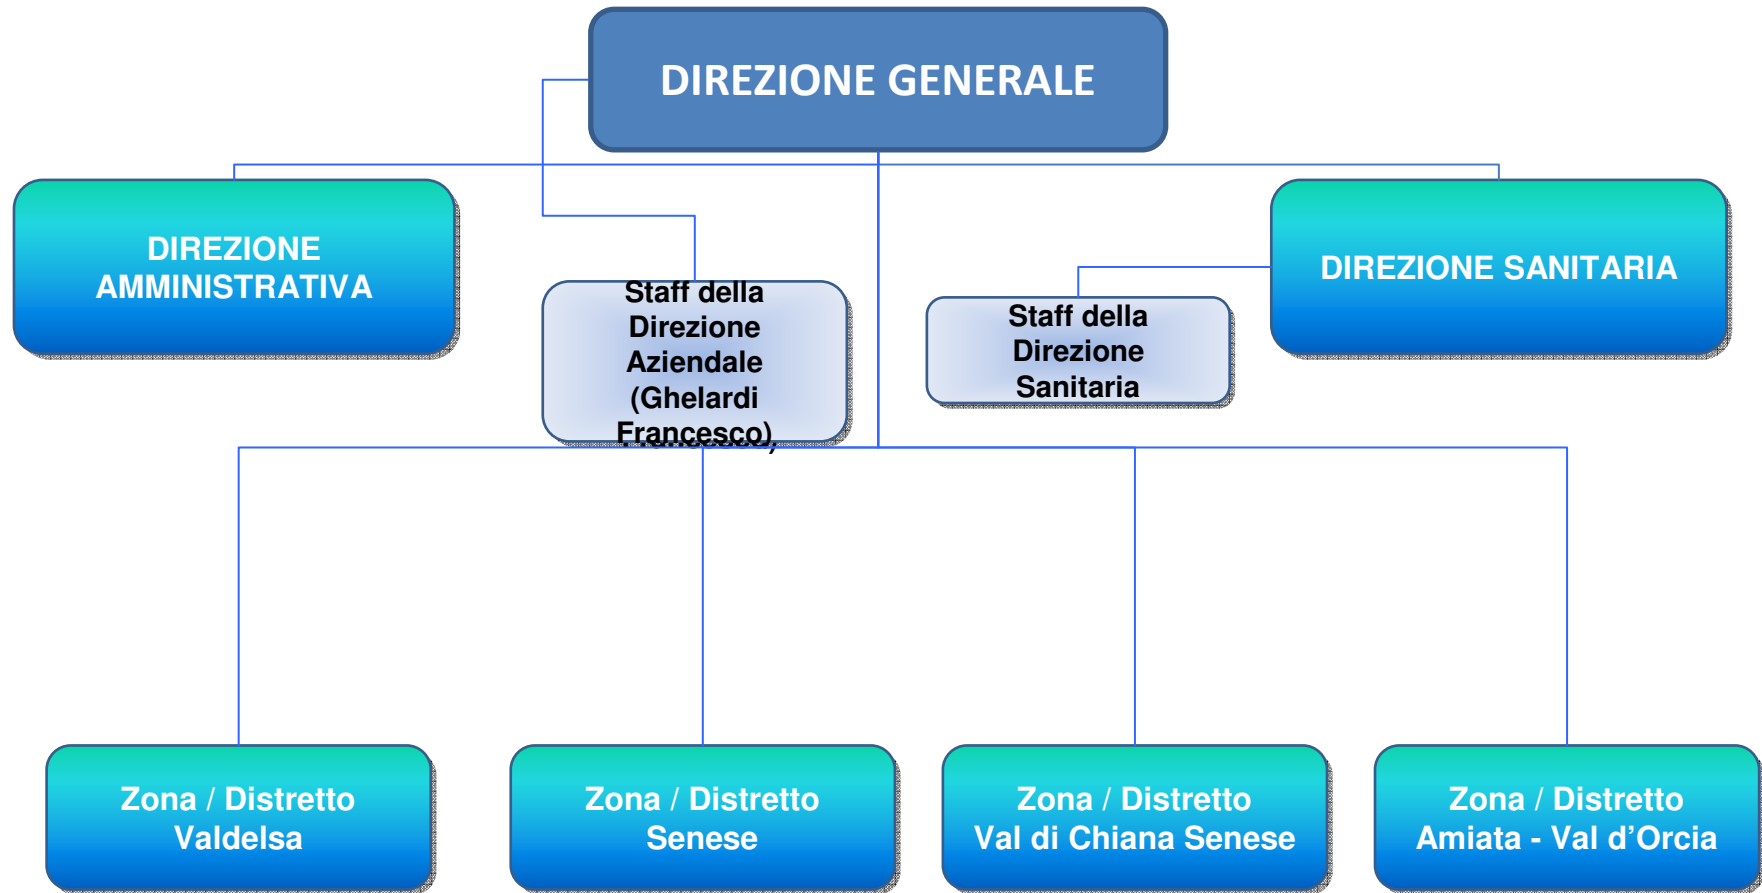 DIREZIONE GENERALE
DIREZIONE
AMMINISTRATIVA
DIREZIONE SANITARIA
Staff della
Direzione
Aziendale
(Ghelardi
Francesco)
Staff della
Direzione
Sanitaria
Zona / Distretto
Valdelsa
Zona / Distretto
Senese
Zona / Distretto
Val di Chiana Senese
Zona / Distretto
Amiata - Val d’Orcia